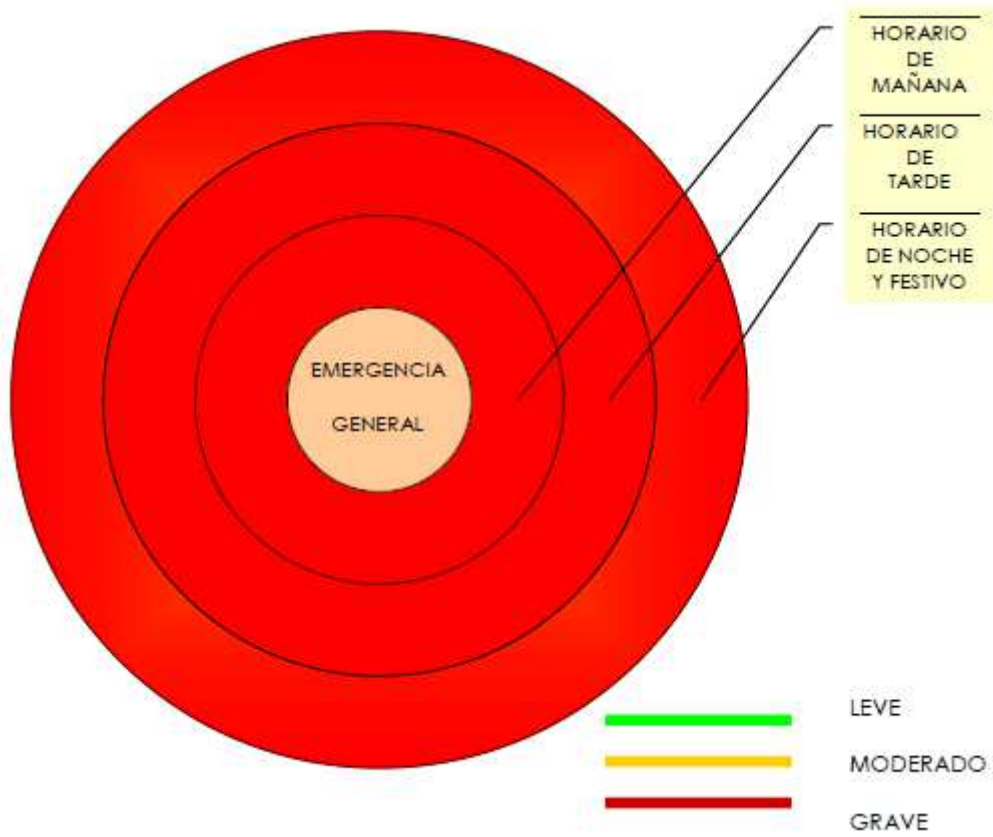 HORARIO
DE
MAÑANA
HORARIO
DE
TARDE
HORARIO
DE NOCHE
Y FESTIVO
EMERGENCIA
GENERAL
LEVE
MODERADO
GRAVE